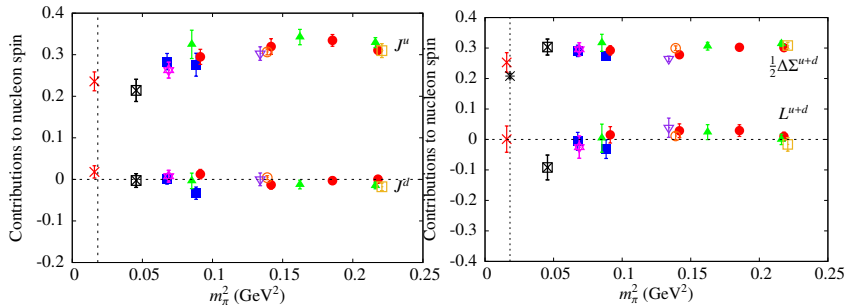 Contributions to nucleon spin
0.4
0.3
0.2
0.1
0
-0.1
-0.2
J^u
J^d
0 0.05 0.1 0.15 0.2 0.25
m_π^2 (GeV^2)
Contributions to nucleon spin
0.4
0.3
0.2
0.1
0
-0.1
-0.2
-0.3
-0.4
½ΔΣ^{u+d}
L^{u+d}
0 0.05 0.1 0.15 0.2 0.25
m_π^2 (GeV^2)